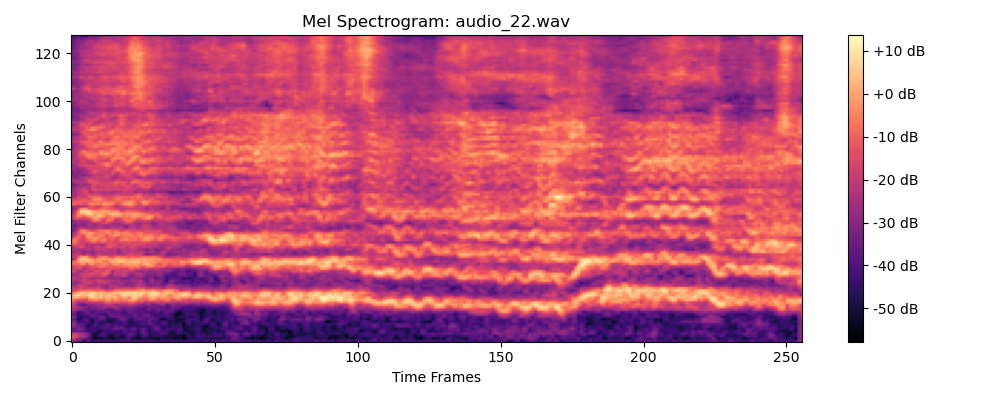 Mel Spectrogram: audio_22.wav
Mel Filter Channels
120
100
80
60
40
20
0
0 50 100 150 200 250
Time Frames
+10 dB
+0 dB
-10 dB
-20 dB
-30 dB
-40 dB
-50 dB